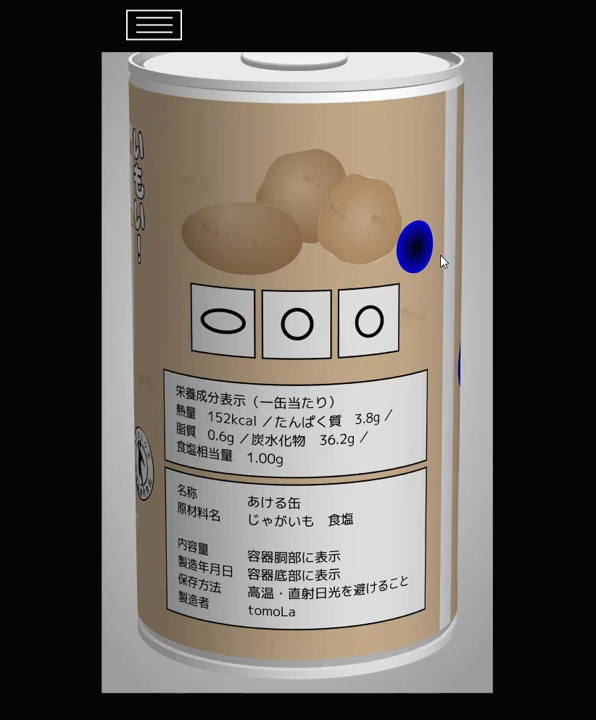 いもい!
栄養成分表示（一缶当たり）
熱量　152kcal ／たんぱく質　3.8g ／
脂質　0.6g ／炭水化物　36.2g ／
食塩相当量　1.00g
名称　あける缶
原材料名　じゃがいも　食塩
内容量　容器胴部に表示
製造年月日　容器底部に表示
保存方法　高温・直射日光を避けること
製造者　tomoLa